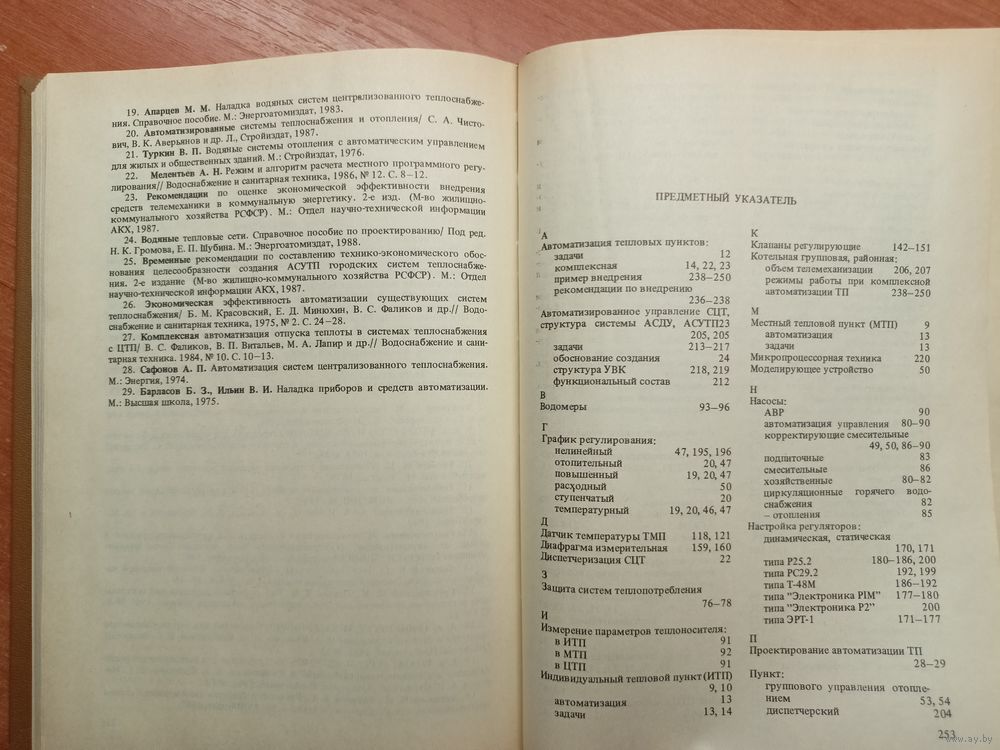 19. Апарцев М. М. Наладка водяных систем централизованного теплоснабже-
ния. Справочное пособие. М.: Энергоатомиздат, 1983.
20. Автоматизированные системы теплоснабжения и отопления/ С. А. Чисто-
вич, В. К. Аверьянов и др. Л., Стройиздат, 1987.
21. Туркин В. П. Водяные системы отопления с автоматическим управлением
для жилых и общественных зданий. М.: Стройиздат, 1976.
22. Мелентьев А. Н. Режим и алгоритм расчета местного программного регу-
лирования// Водоснабжение и санитарная техника, 1986, № 12. С. 8–12.
23. Рекомендации по оценке экономической эффективности внедрения
средств телемеханики в коммунальную энергетику. 2-е изд. (М-во жилищно-
коммунального хозяйства РСФСР). М.: Отдел научно-технической информации
АКХ, 1987.
24. Водяные тепловые сети. Справочное пособие по проектированию/ Под ред.
Н. К. Громова, Е. П. Шубина. М.: Энергоатомиздат, 1988.
25. Временные рекомендации по составлению технико-экономического обос-
нования целесообразности создания АСУТП городских систем теплоснабже-
ния. 2-е издание (М-во жилищно-коммунального хозяйства РСФСР). М.: Отдел
научно-технической информации АКХ, 1987.
26. Экономическая эффективность автоматизации существующих систем
теплоснабжения/ Б. М. Красовский, Е. Д. Минюхин, В. С. Фаликов и др.// Водо-
снабжение и санитарная техника, 1975, № 2. С. 24–28.
27. Комплексная автоматизация отпуска теплоты в системах теплоснабжения
с ЦТП/ В. С. Фаликов, В. П. Витальев, М. А. Лапир и др.// Водоснабжение и сани-
тарная техника. 1984, № 10. С. 10–13.
28. Сафонов А. П. Автоматизация систем централизованного теплоснабжения.
М.: Энергия, 1974.
29. Барласов Б. З., Ильин В. И. Наладка приборов и средств автоматизации.
М.: Высшая школа, 1975.
ПРЕДМЕТНЫЙ УКАЗАТЕЛЬ
А
Автоматизация тепловых пунктов:
задачи 12
комплексная 14, 22, 23
пример внедрения 238–250
рекомендации по внедрению
236–238
Автоматизированное управление СЦТ,
структура системы АСДУ, АСУТП23
205, 205
задачи 213–217
обоснование создания 24
структура УВК 218, 219
функциональный состав 212
В
Водомеры 93–96
Г
График регулирования:
нелинейный 47, 195, 196
отопительный 20, 47
повышенный 19, 20, 47
расходный 50
ступенчатый 20
температурный 19, 20, 46, 47
Д
Датчик температуры ТМП 118, 121
Диафрагма измерительная 159, 160
Диспетчеризация СЦТ 22
З
Защита систем теплопотребления
76–78
И
Измерение параметров теплоносителя:
в ИТП 91
в МТП 92
в ЦТП 91
Индивидуальный тепловой пункт (ИТП)
9, 10
автоматизация 13
задачи 13, 14
К
Клапаны регулирующие 142–151
Котельная групповая, районная:
объем телемеханизации 206, 207
режимы работы при комплексной
автоматизации ТП 238–250
М
Местный тепловой пункт (МТП) 9
автоматизация 13
задачи 13
Микропроцессорная техника 220
Моделирующее устройство 50
Н
Насосы:
АВР 90
автоматизация управления 80–90
корректирующие смесительные
49, 50, 86–90
подпиточные 83
смесительные 86
хозяйственные 80–82
циркуляционные горячего водо-
снабжения 82
– отопления 85
Настройка регуляторов:
динамическая, статическая
170, 171
типа Р25.2 180–186, 200
типа РС29.2 192, 199
типа Т-48М 186–192
типа "Электроника Р1М" 177–180
типа "Электроника Р2" 200
типа ЭРТ-1 171–177
П
Проектирование автоматизации ТП
28–29
Пункт:
группового управления отопле-
нием 53, 54
диспетчерский 204
253
www.ay.by